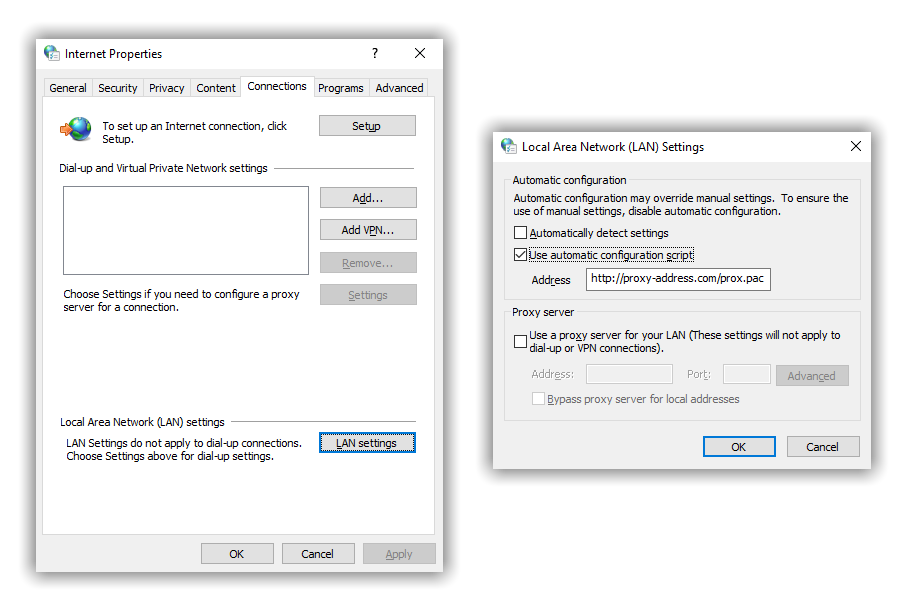 Internet Properties
?
General
Security
Privacy
Content
Connections
Programs
Advanced
To set up an Internet connection, click
Setup.
Setup
Dial-up and Virtual Private Network settings
Add...
Add VPN...
Remove...
Choose Settings if you need to configure a proxy
server for a connection.
Settings
Local Area Network (LAN) settings
LAN Settings do not apply to dial-up connections.
Choose Settings above for dial-up settings.
LAN settings
OK
Cancel
Apply
Local Area Network (LAN) Settings
Automatic configuration
Automatic configuration may override manual settings.  To ensure the
use of manual settings, disable automatic configuration.
Automatically detect settings
Use automatic configuration script
Address
http://proxy-address.com/prox.pac
Proxy server
Use a proxy server for your LAN (These settings will not apply to
dial-up or VPN connections).
Address:
Port:
Advanced
Bypass proxy server for local addresses
OK
Cancel